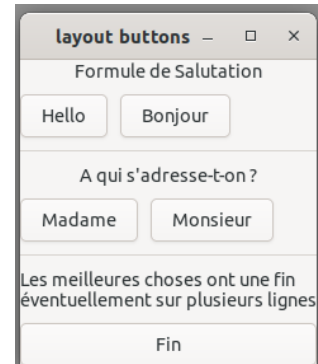 layout buttons
Formule de Salutation
Hello Bonjour
A qui s'adresse-t-on ?
Madame Monsieur
Les meilleures choses ont une fin
éventuellement sur plusieurs lignes
Fin